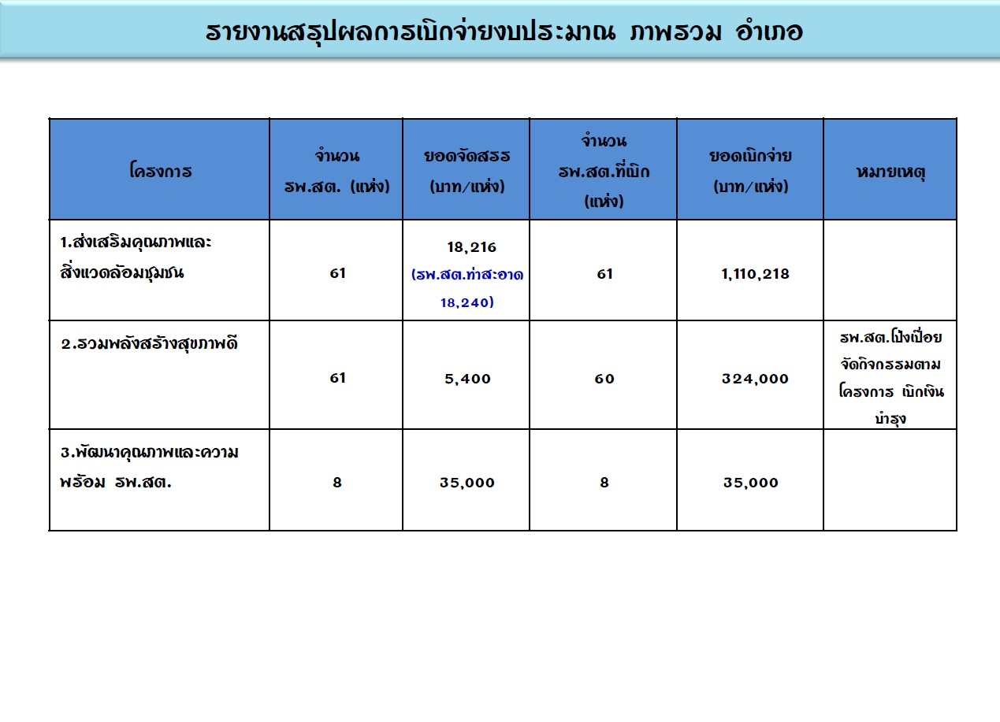 รายงานสรุปผลการเบิกจ่ายงบประมาณ ภาพรวม อำเภอ
โครงการ
จำนวน
รพ.สต. (แห่ง)
ยอดจัดสรร
(บาท/แห่ง)
จำนวน
รพ.สต.ที่เบิก
(แห่ง)
ยอดเบิกจ่าย
(บาท/แห่ง)
หมายเหตุ
1.ส่งเสริมคุณภาพและ
สิ่งแวดล้อมชุมชน
61
18,216
(รพ.สต.ท่าสะอาด
18,240)
61
1,110,218
2.รวมพลังสร้างสุขภาพดี
61
5,400
60
324,000
รพ.สต.โป่งเปือย
จัดกิจกรรมตาม
โครงการ เบิกเงิน
บำรุง
3.พัฒนาคุณภาพและความ
พร้อม รพ.สต.
8
35,000
8
35,000